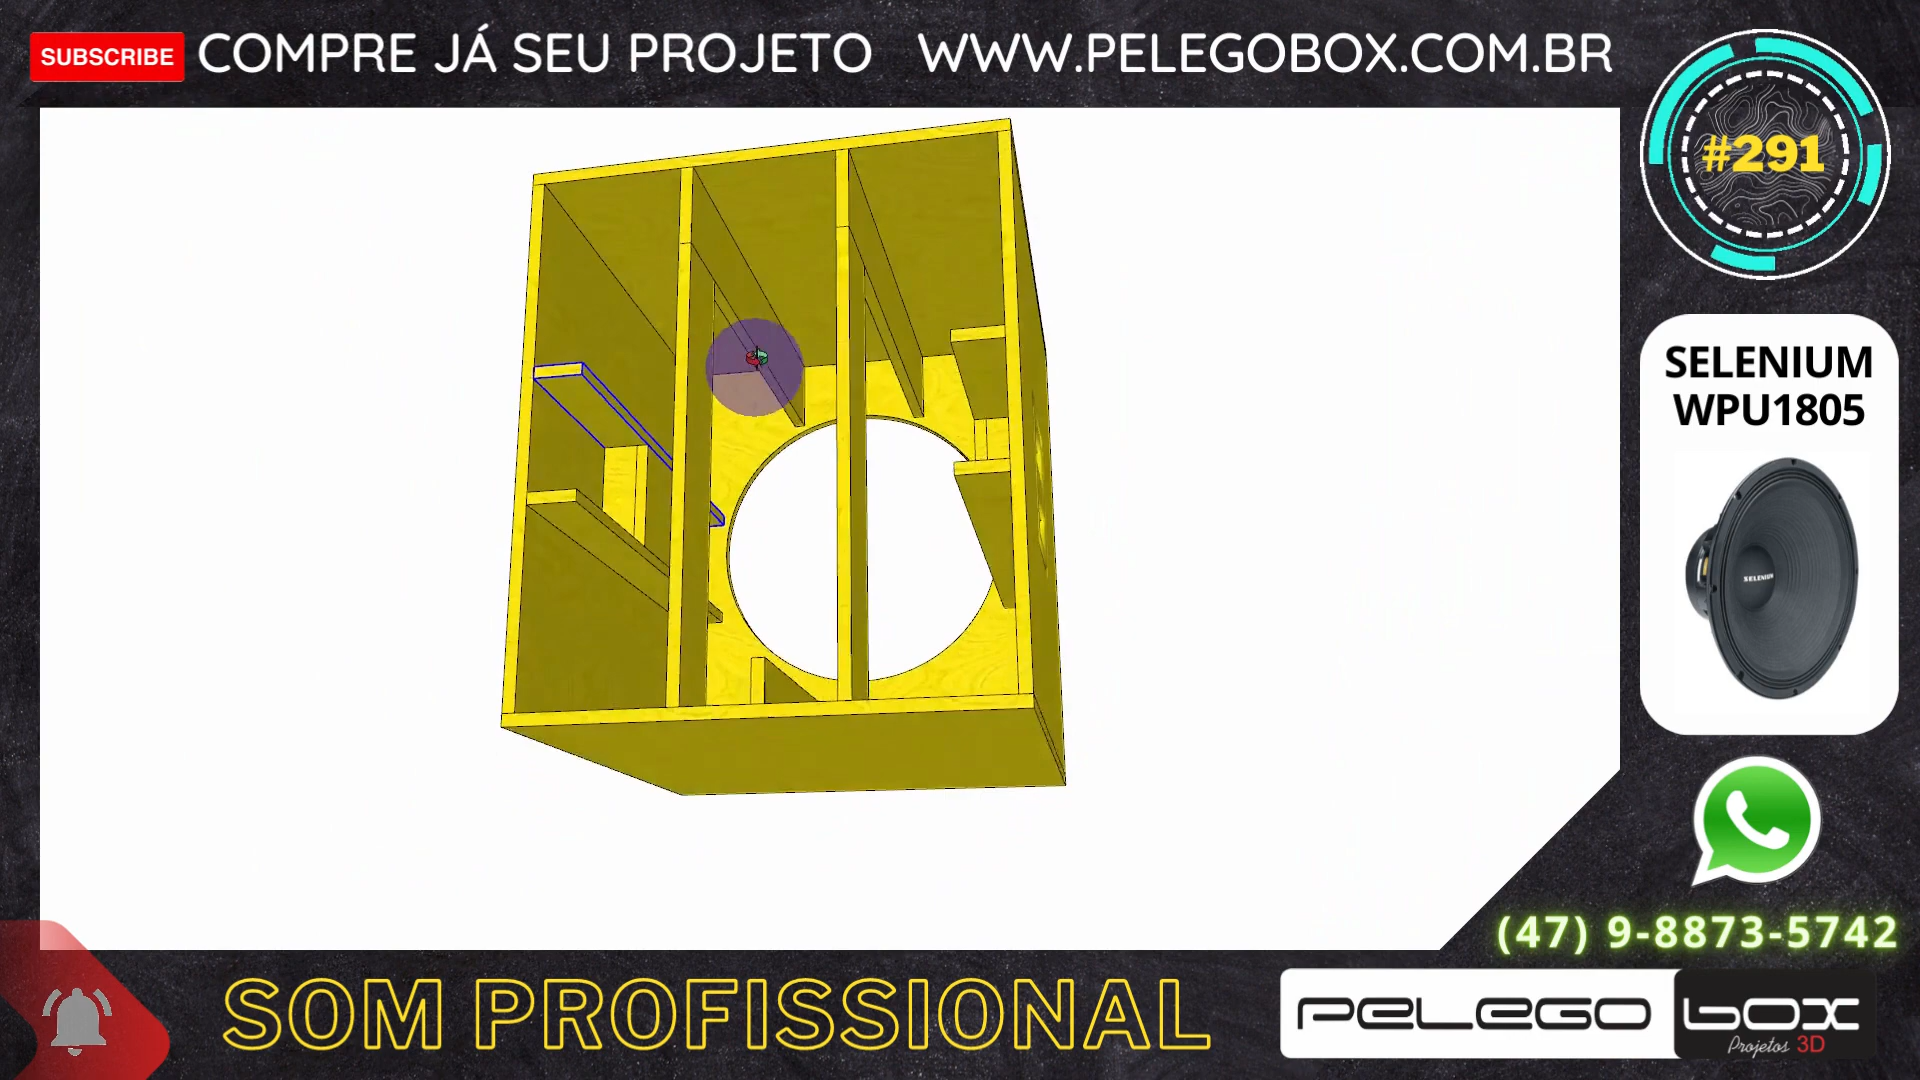 SUBSCRIBE
COMPRE JÁ SEU PROJETO WWW.PELEGOBOX.COM.BR
#291
SELENIUM
WPU1805
SELENIUM
(47) 9-8873-5742
SOM PROFISSIONAL
PELEGO BOX
Projetos 3D